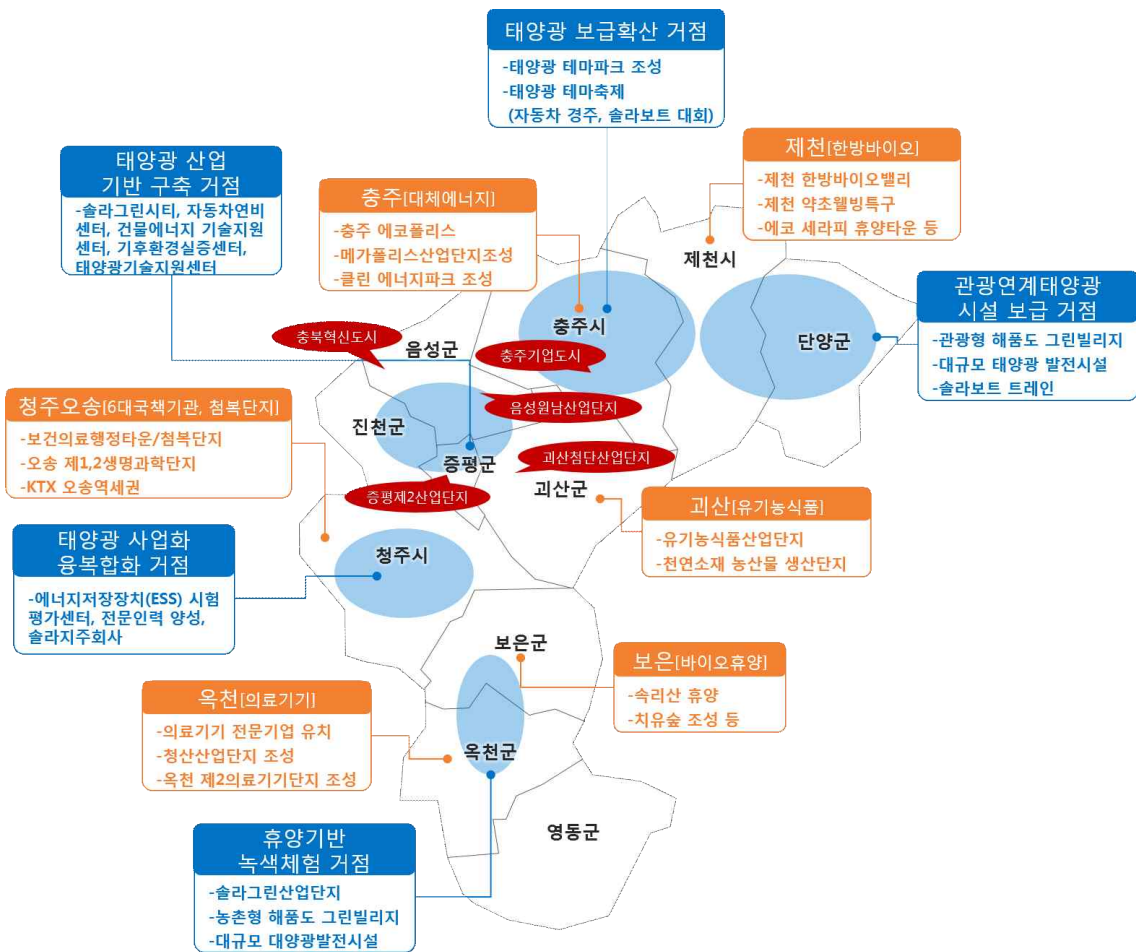 태양광 보급확산 거점
-태양광 테마파크 조성
-태양광 테마축제
(자동차 경주, 솔라보트 대회)
태양광 산업
기반 구축 거점
-솔라그린시티, 자동차연비
센터, 건물에너지 기술지원
센터, 기후환경실증센터,
태양광기술지원센터
충주[대체에너지]
-충주 에코폴리스
-메가폴리스산업단지조성
-클린 에너지파크 조성
제천[한방바이오]
-제천 한방바이오밸리
-제천 약초웰빙특구
-에코 세라피 휴양타운 등
제천시
관광연계태양광
시설 보급 거점
-관광형 해품도 그린빌리지
-대규모 태양광 발전시설
-솔라보트 트레인
충주시
단양군
충북혁신도시
음성군
충주기업도시
청주오송[6대국책기관, 첨복단지]
-보건의료행정타운/첨복단지
-오송 제1,2생명과학단지
-KTX 오송역세권
음성원남산업단지
진천군
증평군
괴산첨단산업단지
괴산군
증평제2산업단지
괴산[유기농식품]
-유기농식품산업단지
-천연소재 농산물 생산단지
태양광 사업화
융복합화 거점
-에너지저장장치(ESS) 시험
평가센터, 전문인력 양성,
솔라지주회사
청주시
보은군
보은[바이오휴양]
-속리산 휴양
-치유숲 조성 등
옥천[의료기기]
-의료기기 전문기업 유치
-청산산업단지 조성
-옥천 제2의료기기단지 조성
옥천군
영동군
휴양기반
녹색체험 거점
-솔라그린산업단지
-농촌형 해품도 그린빌리지
-대규모 대양광발전시설